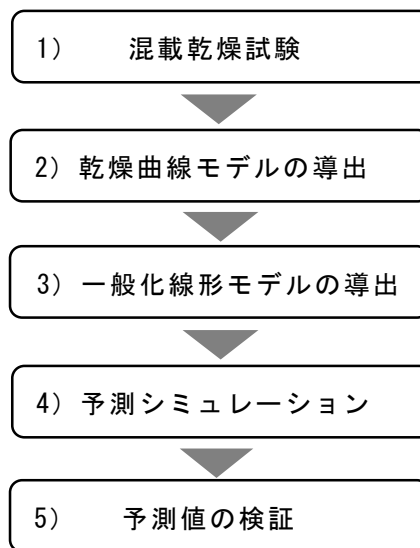 1) 混載乾燥試験
2) 乾燥曲線モデルの導出
3) 一般化線形モデルの導出
4) 予測シミュレーション
5) 予測値の検証